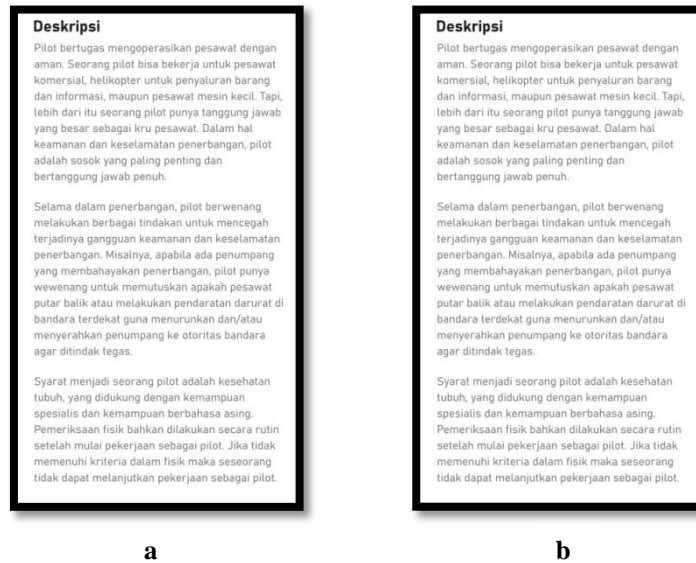 Deskripsi
Pilot bertugas mengoperasikan pesawat dengan
aman. Seorang pilot bisa bekerja untuk pesawat
komersial, helikopter untuk penyaluran barang
dan informasi, maupun pesawat mesin kecil. Tapi,
lebih dari itu seorang pilot punya tanggung jawab
yang besar sebagai kru pesawat. Dalam hal
keamanan dan keselamatan penerbangan, pilot
adalah sosok yang paling penting dan
bertanggung jawab penuh.
Selama dalam penerbangan, pilot berwenang
melakukan berbagai tindakan untuk mencegah
terjadinya gangguan keamanan dan keselamatan
penerbangan. Misalnya, apabila ada penumpang
yang membahayakan penerbangan, pilot punya
wewenang untuk memutuskan apakah pesawat
putar balik atau melakukan pendaratan darurat di
bandara terdekat guna menurunkan dan/atau
menyerahkan penumpang ke otoritas bandara
agar ditindak tegas.
Syarat menjadi seorang pilot adalah kesehatan
tubuh, yang didukung dengan kemampuan
spesialis dan kemampuan berbahasa asing.
Pemeriksaan fisik bahkan dilakukan secara rutin
setelah mulai pekerjaan sebagai pilot. Jika tidak
memenuhi kriteria dalam fisik maka seseorang
tidak dapat melanjutkan pekerjaan sebagai pilot.
a
Deskripsi
Pilot bertugas mengoperasikan pesawat dengan
aman. Seorang pilot bisa bekerja untuk pesawat
komersial, helikopter untuk penyaluran barang
dan informasi, maupun pesawat mesin kecil. Tapi,
lebih dari itu seorang pilot punya tanggung jawab
yang besar sebagai kru pesawat. Dalam hal
keamanan dan keselamatan penerbangan, pilot
adalah sosok yang paling penting dan
bertanggung jawab penuh.
Selama dalam penerbangan, pilot berwenang
melakukan berbagai tindakan untuk mencegah
terjadinya gangguan keamanan dan keselamatan
penerbangan. Misalnya, apabila ada penumpang
yang membahayakan penerbangan, pilot punya
wewenang untuk memutuskan apakah pesawat
putar balik atau melakukan pendaratan darurat di
bandara terdekat guna menurunkan dan/atau
menyerahkan penumpang ke otoritas bandara
agar ditindak tegas.
Syarat menjadi seorang pilot adalah kesehatan
tubuh, yang didukung dengan kemampuan
spesialis dan kemampuan berbahasa asing.
Pemeriksaan fisik bahkan dilakukan secara rutin
setelah mulai pekerjaan sebagai pilot. Jika tidak
memenuhi kriteria dalam fisik maka seseorang
tidak dapat melanjutkan pekerjaan sebagai pilot.
b